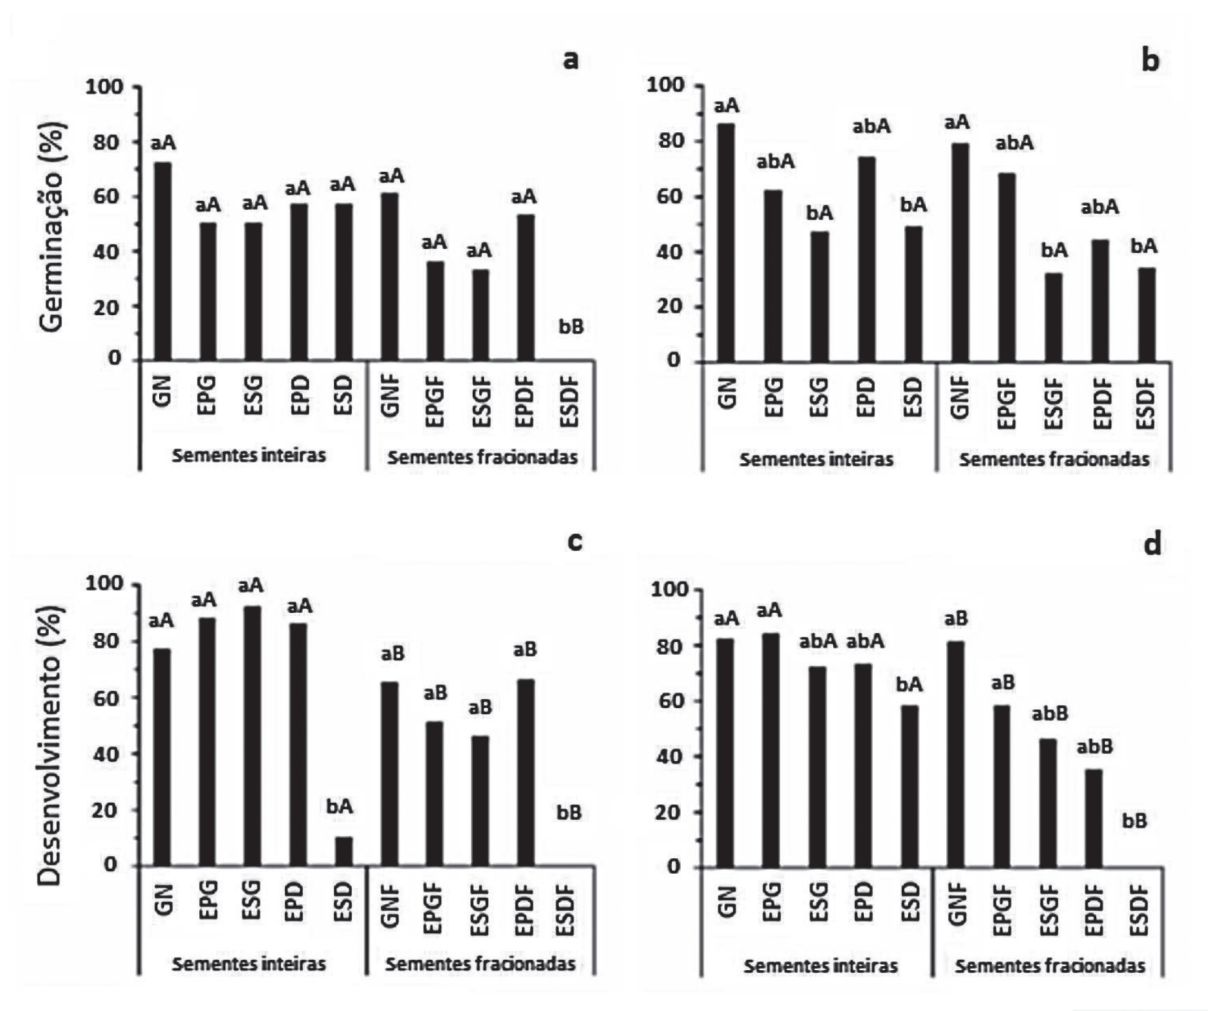 a
Germinação (%)
100
80
60
40
20
0
aA
aA
aA
aA
aA
aA
aA
aA
aA
bB
GN
EPG
ESG
EPD
ESD
GNF
EPGF
ESGF
EPDF
ESDF
Sementes inteiras
Sementes fracionadas
b
100
80
60
40
20
0
aA
abA
bA
abA
bA
aA
abA
bA
abA
bA
GN
EPG
ESG
EPD
ESD
GNF
EPGF
ESGF
EPDF
ESDF
Sementes inteiras
Sementes fracionadas
c
Desenvolvimento (%)
100
80
60
40
20
0
aA
aA
aA
aA
bA
aB
aB
aB
aB
bB
GN
EPG
ESG
EPD
ESD
GNF
EPGF
ESGF
EPDF
ESDF
Sementes inteiras
Sementes fracionadas
d
100
80
60
40
20
0
aA
aA
abA
abA
bA
aB
aB
abB
abB
bB
GN
EPG
ESG
EPD
ESD
GNF
EPGF
ESGF
EPDF
ESDF
Sementes inteiras
Sementes fracionadas